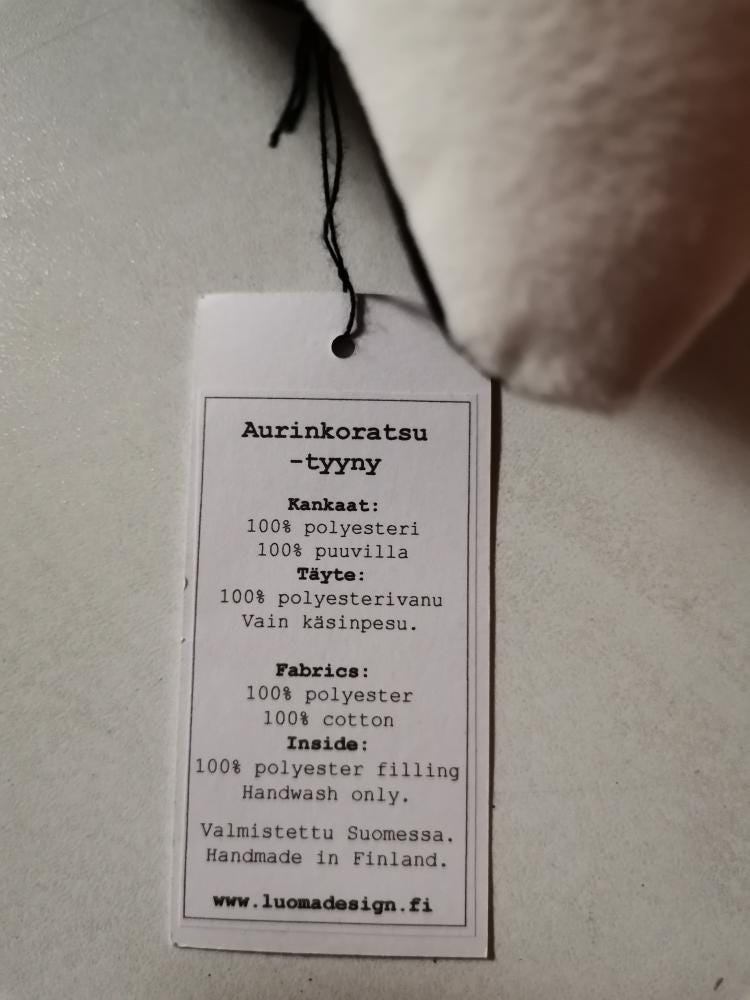 Aurinkoratsu
-tyyny
Kankaat:
100% polyesteri
100% puuvilla
Täyte:
100% polyesterivanu
Vain käsinpesu.
Fabrics:
100% polyester
100% cotton
Inside:
100% polyester filling
Handwash only.
Valmistettu Suomessa.
Handmade in Finland.
www.luomadesign.fi